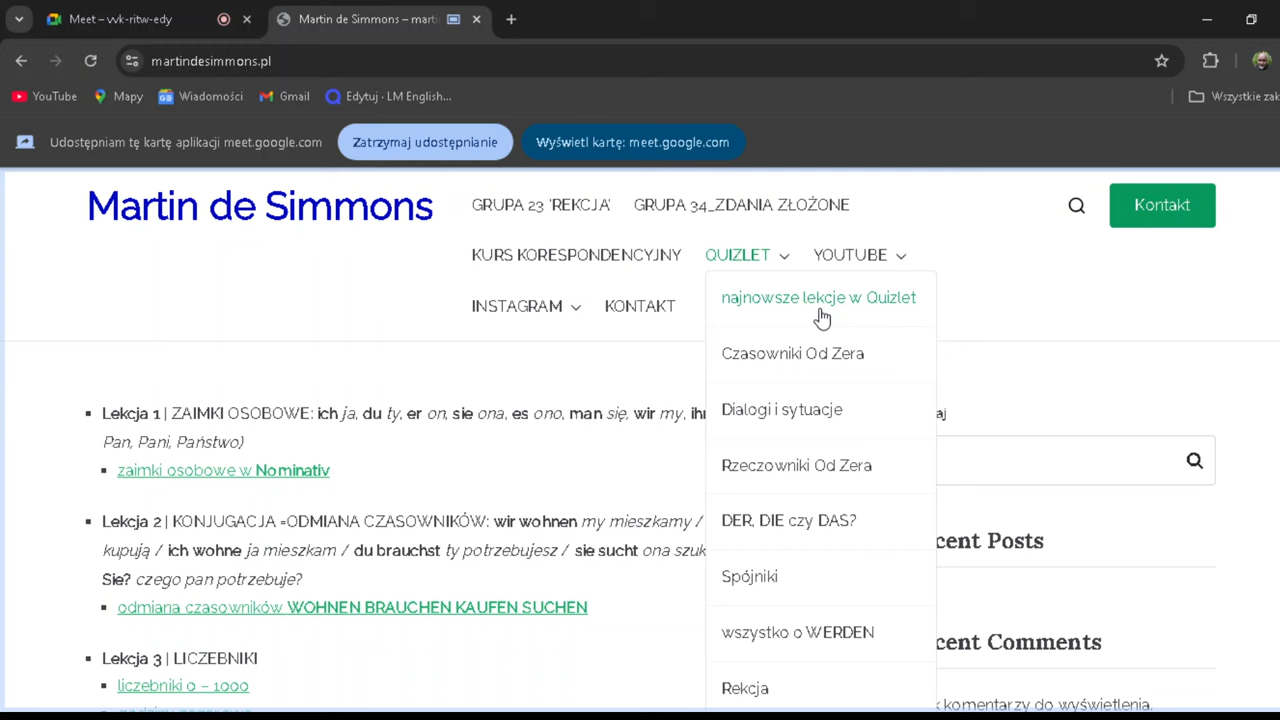 Meet – vvk-ritw-edy
Martin de Simmons – marti
martindesimmons.pl
YouTube
Mapy
Wiadomości
Gmail
Edytuj · LM English...
Wszystkie zak
Udostępniam tę kartę aplikacji meet.google.com
Zatrzymaj udostępnianie
Wyświetl kartę: meet.google.com
Martin de Simmons
GRUPA 23 'REKCJA'
GRUPA 34_ZDANIA ZŁOŻONE
Kontakt
KURS KORESPONDENCYJNY
QUIZLET
YOUTUBE
INSTAGRAM
KONTAKT
najnowsze lekcje w Quizlet
Czasowniki Od Zera
Dialogi i sytuacje
Rzeczowniki Od Zera
DER, DIE czy DAS?
Spójniki
wszystko o WERDEN
Rekcja
Lekcja 1 | ZAIMKI OSOBOWE: ich ja, du ty, er on, sie ona, es ono, man się, wir my, ihr
Pan, Pani, Państwo)
zaimki osobowe w Nominativ
Lekcja 2 | KONJUGACJA =ODMIANA CZASOWNIKÓW: wir wohnen my mieszkamy /
kupują / ich wohne ja mieszkam / du brauchst ty potrzebujesz / sie sucht ona szuk
Sie? czego pan potrzebuje?
odmiana czasowników WOHNEN BRAUCHEN KAUFEN SUCHEN
Lekcja 3 | LICZEBNIKI
liczebniki 0 – 1000
aj
cent Posts
cent Comments
k komentarzy do wyświetlenia.